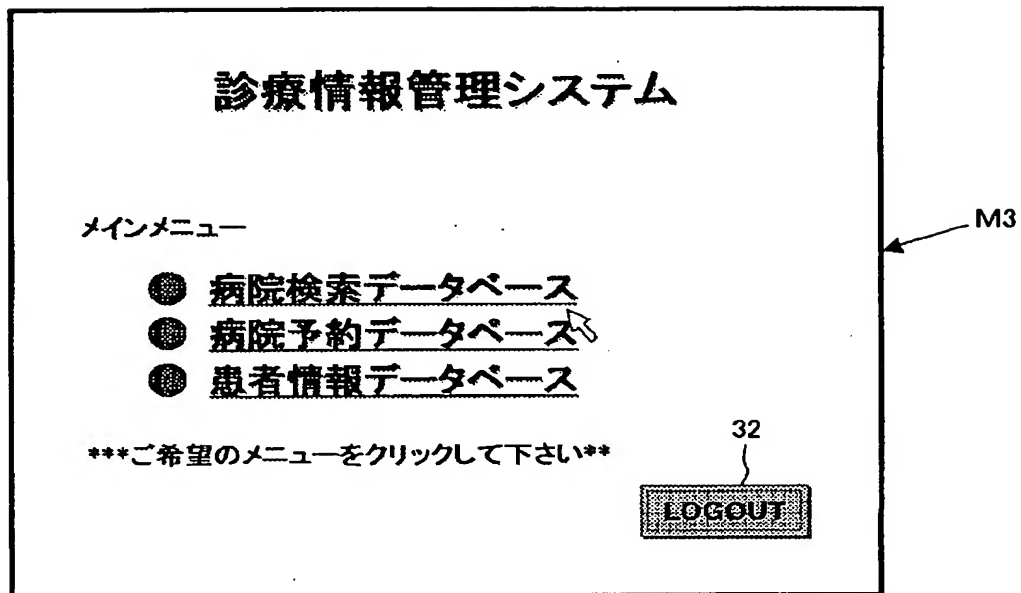 診療情報管理システム
メインメニュー
M3
病院検索データベース
病院予約データベース
患者情報データベース
***ご希望のメニューをクリックして下さい**
32
LOGOUT